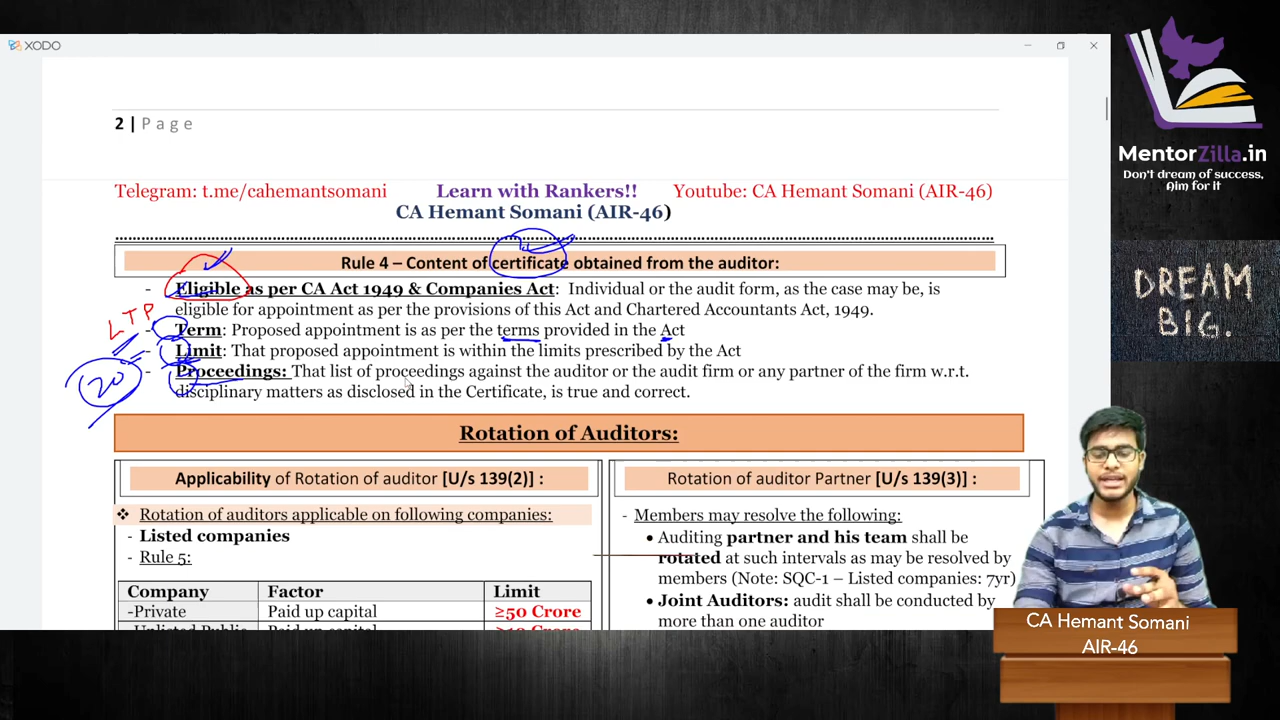 XODO
2 | Page
Telegram: t.me/cahemantsomani Learn with Rankers!! Youtube: CA Hemant Somani (AIR-46)
CA Hemant Somani (AIR-46)
Rule 4 – Content of certificate obtained from the auditor:
- Eligible as per CA Act 1949 & Companies Act: Individual or the audit form, as the case may be, is
eligible for appointment as per the provisions of this Act and Chartered Accountants Act, 1949.
LTP
- Term: Proposed appointment is as per the terms provided in the Act
- Limit: That proposed appointment is within the limits prescribed by the Act
20
- Proceedings: That list of proceedings against the auditor or the audit firm or any partner of the firm w.r.t.
disciplinary matters as disclosed in the Certificate, is true and correct.
Rotation of Auditors:
Applicability of Rotation of auditor [U/s 139(2)] :
❖ Rotation of auditors applicable on following companies:
- Listed companies
- Rule 5:
Company Factor Limit
-Private Paid up capital ≥50 Crore
-Unlisted Public Paid up capital ≥10 Crore
Rotation of auditor Partner [U/s 139(3)] :
- Members may resolve the following:
• Auditing partner and his team shall be
rotated at such intervals as may be resolved by
members (Note: SQC-1 – Listed companies: 7yr)
• Joint Auditors: audit shall be conducted by
more than one auditor
MentorZilla.in
Don't dream of success,
Aim for it
DREAM
BIG.
CA Hemant Somani
AIR-46